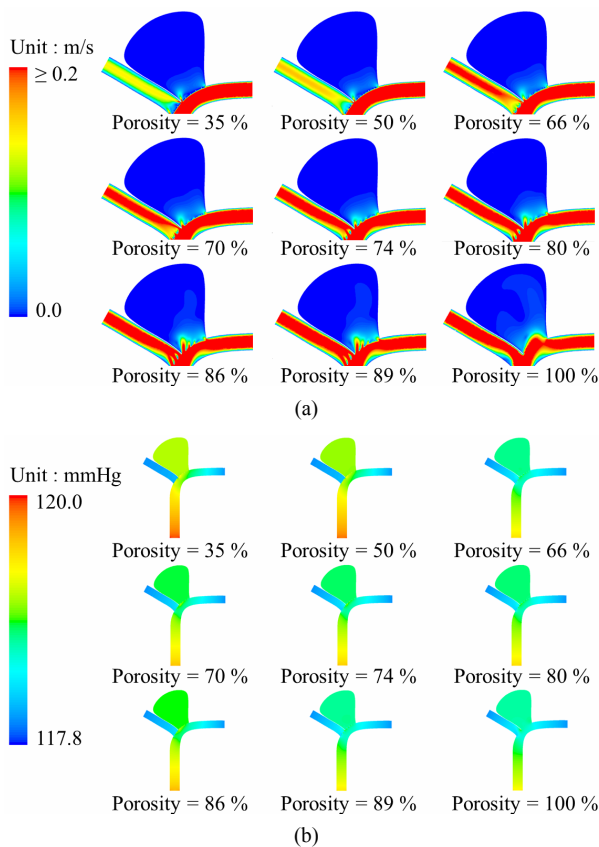 Unit : m/s
≥ 0.2
0.0
Porosity = 35 %
Porosity = 50 %
Porosity = 66 %
Porosity = 70 %
Porosity = 74 %
Porosity = 80 %
Porosity = 86 %
Porosity = 89 %
Porosity = 100 %
(a)
Unit : mmHg
120.0
117.8
Porosity = 35 %
Porosity = 50 %
Porosity = 66 %
Porosity = 70 %
Porosity = 74 %
Porosity = 80 %
Porosity = 86 %
Porosity = 89 %
Porosity = 100 %
(b)